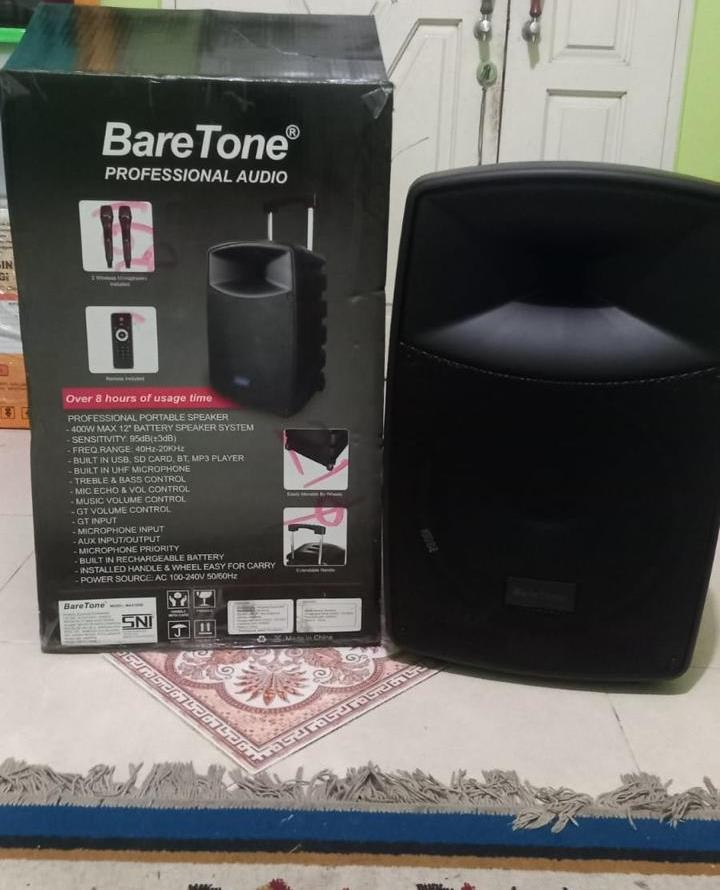 BareTone®
PROFESSIONAL AUDIO
2 Wireless Microphones
Included
Remote Included
Over 8 hours of usage time
PROFESSIONAL PORTABLE SPEAKER
- 400W MAX 12" BATTERY SPEAKER SYSTEM
- SENSITIVITY: 95dB(±3dB)
- FREQ.RANGE: 40Hz-20KHz
- BUILT IN USB, SD CARD, BT, MP3 PLAYER
- BUILT IN UHF MICROPHONE
- TREBLE & BASS CONTROL
- MIC ECHO & VOL CONTROL
- MUSIC VOLUME CONTROL
- GT VOLUME CONTROL
- GT INPUT
- MICROPHONE INPUT
- AUX INPUT/OUTPUT
- MICROPHONE PRIORITY
- BUILT IN RECHARGEABLE BATTERY
- INSTALLED HANDLE & WHEEL EASY FOR CARRY
- POWER SOURCE: AC 100-240V 50/60Hz
Easily Movable By Wheels
Extendable Handle
BareTone
SNI
Made in China
BareTone